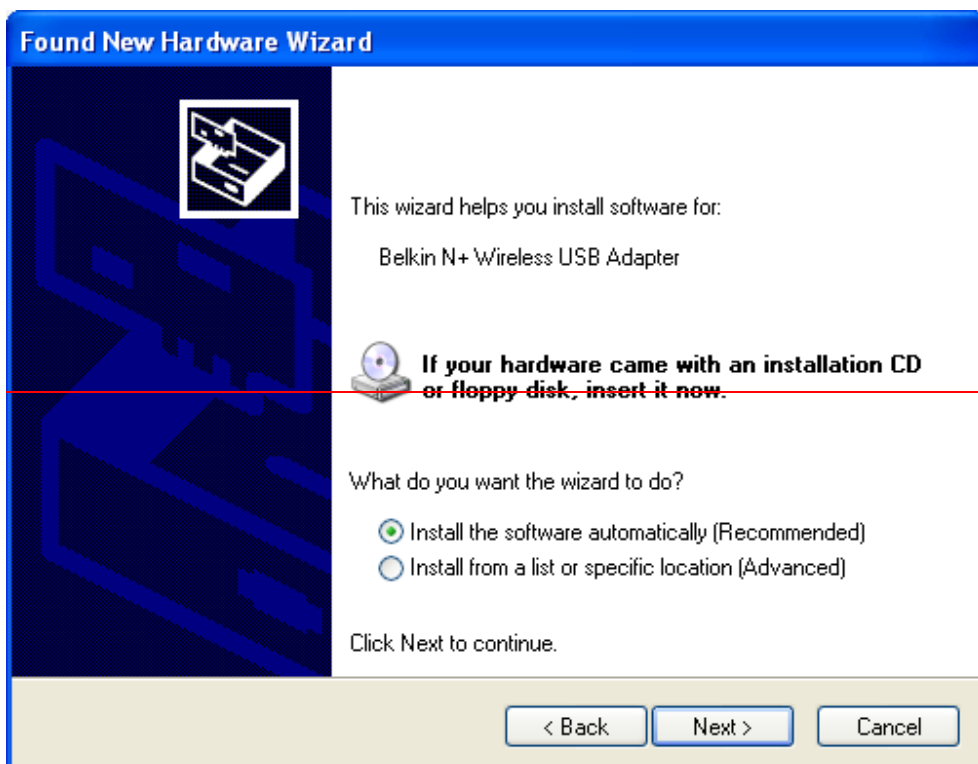 Found New Hardware Wizard
This wizard helps you install software for:
Belkin N+ Wireless USB Adapter
If your hardware came with an installation CD
or floppy disk, insert it now.
What do you want the wizard to do?
Install the software automatically (Recommended)
Install from a list or specific location (Advanced)
Click Next to continue.
< Back Next > Cancel